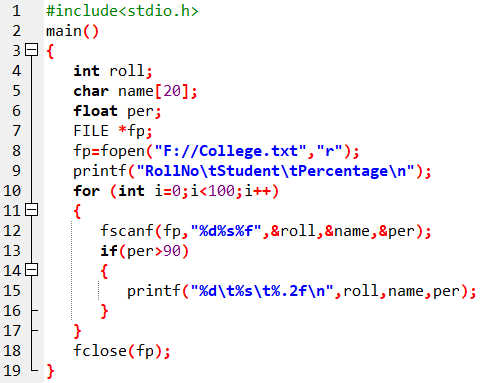 1 #include<stdio.h>
2 main()
3 {
4 int roll;
5 char name[20];
6 float per;
7 FILE *fp;
8 fp=fopen("F://College.txt","r");
9 printf("RollNo\tStudent\tPercentage\n");
10 for (int i=0;i<100;i++)
11 {
12 fscanf(fp,"%d%s%f",&roll,&name,&per);
13 if(per>90)
14 {
15 printf("%d\t%s\t%.2f\n",roll,name,per);
16 }
17 }
18 fclose(fp);
19 }